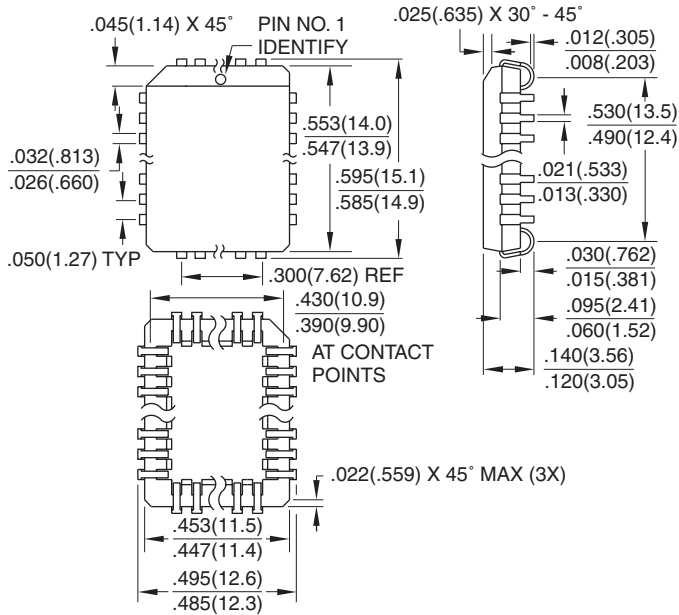 .045(1.14) X 45°
PIN NO. 1
IDENTIFY
.025(.635) X 30° - 45°
.012(.305)
.008(.203)
.553(14.0)
.547(13.9)
.530(13.5)
.490(12.4)
.032(.813)
.026(.660)
.595(15.1)
.585(14.9)
.021(.533)
.013(.330)
.050(1.27) TYP
.300(7.62) REF
.030(.762)
.015(.381)
.430(10.9)
.390(9.90)
AT CONTACT
POINTS
.095(2.41)
.060(1.52)
.140(3.56)
.120(3.05)
.022(.559) X 45° MAX (3X)
.453(11.5)
.447(11.4)
.495(12.6)
.485(12.3)